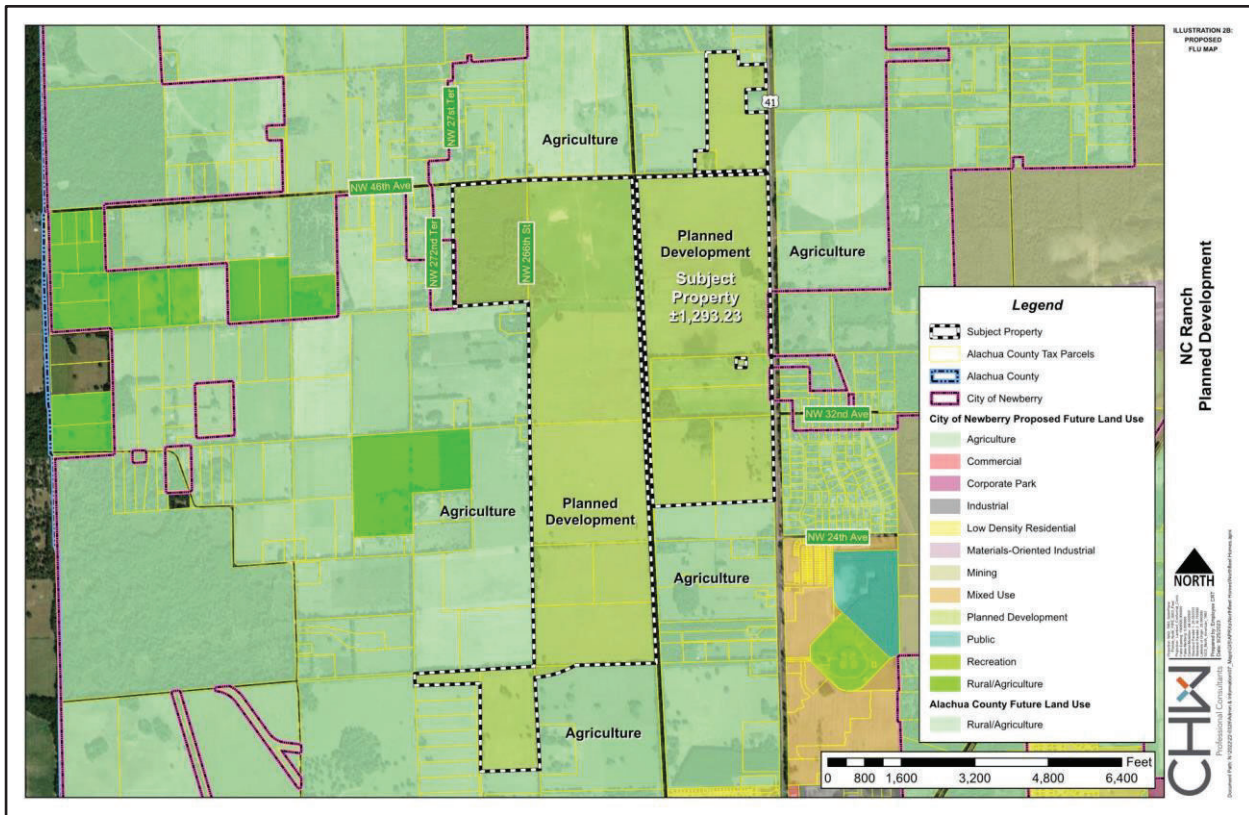 ILLUSTRATION 2B:
PROPOSED
FLU MAP
NC Ranch
Planned Development
NW 271st Ter
41
Agriculture
NW 46th Ave
NW 272nd Ter
NW 266th St
Planned
Development
Subject
Property
±1,293.23
Agriculture
NW 32nd Ave
Agriculture
Planned
Development
NW 24th Ave
Agriculture
Agriculture
Legend
Subject Property
Alachua County Tax Parcels
Alachua County
City of Newberry
City of Newberry Proposed Future Land Use
Agriculture
Commercial
Corporate Park
Industrial
Low Density Residential
Materials-Oriented Industrial
Mining
Mixed Use
Planned Development
Public
Recreation
Rural/Agriculture
Alachua County Future Land Use
Rural/Agriculture
Feet
0 800 1,600 3,200 4,800 6,400
NORTH
CHW
Professional Consultants